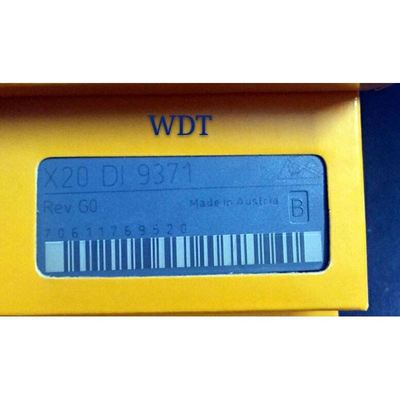 WDT
X20 DI 9371
Rev. G0 Made in Austria B
70611769520